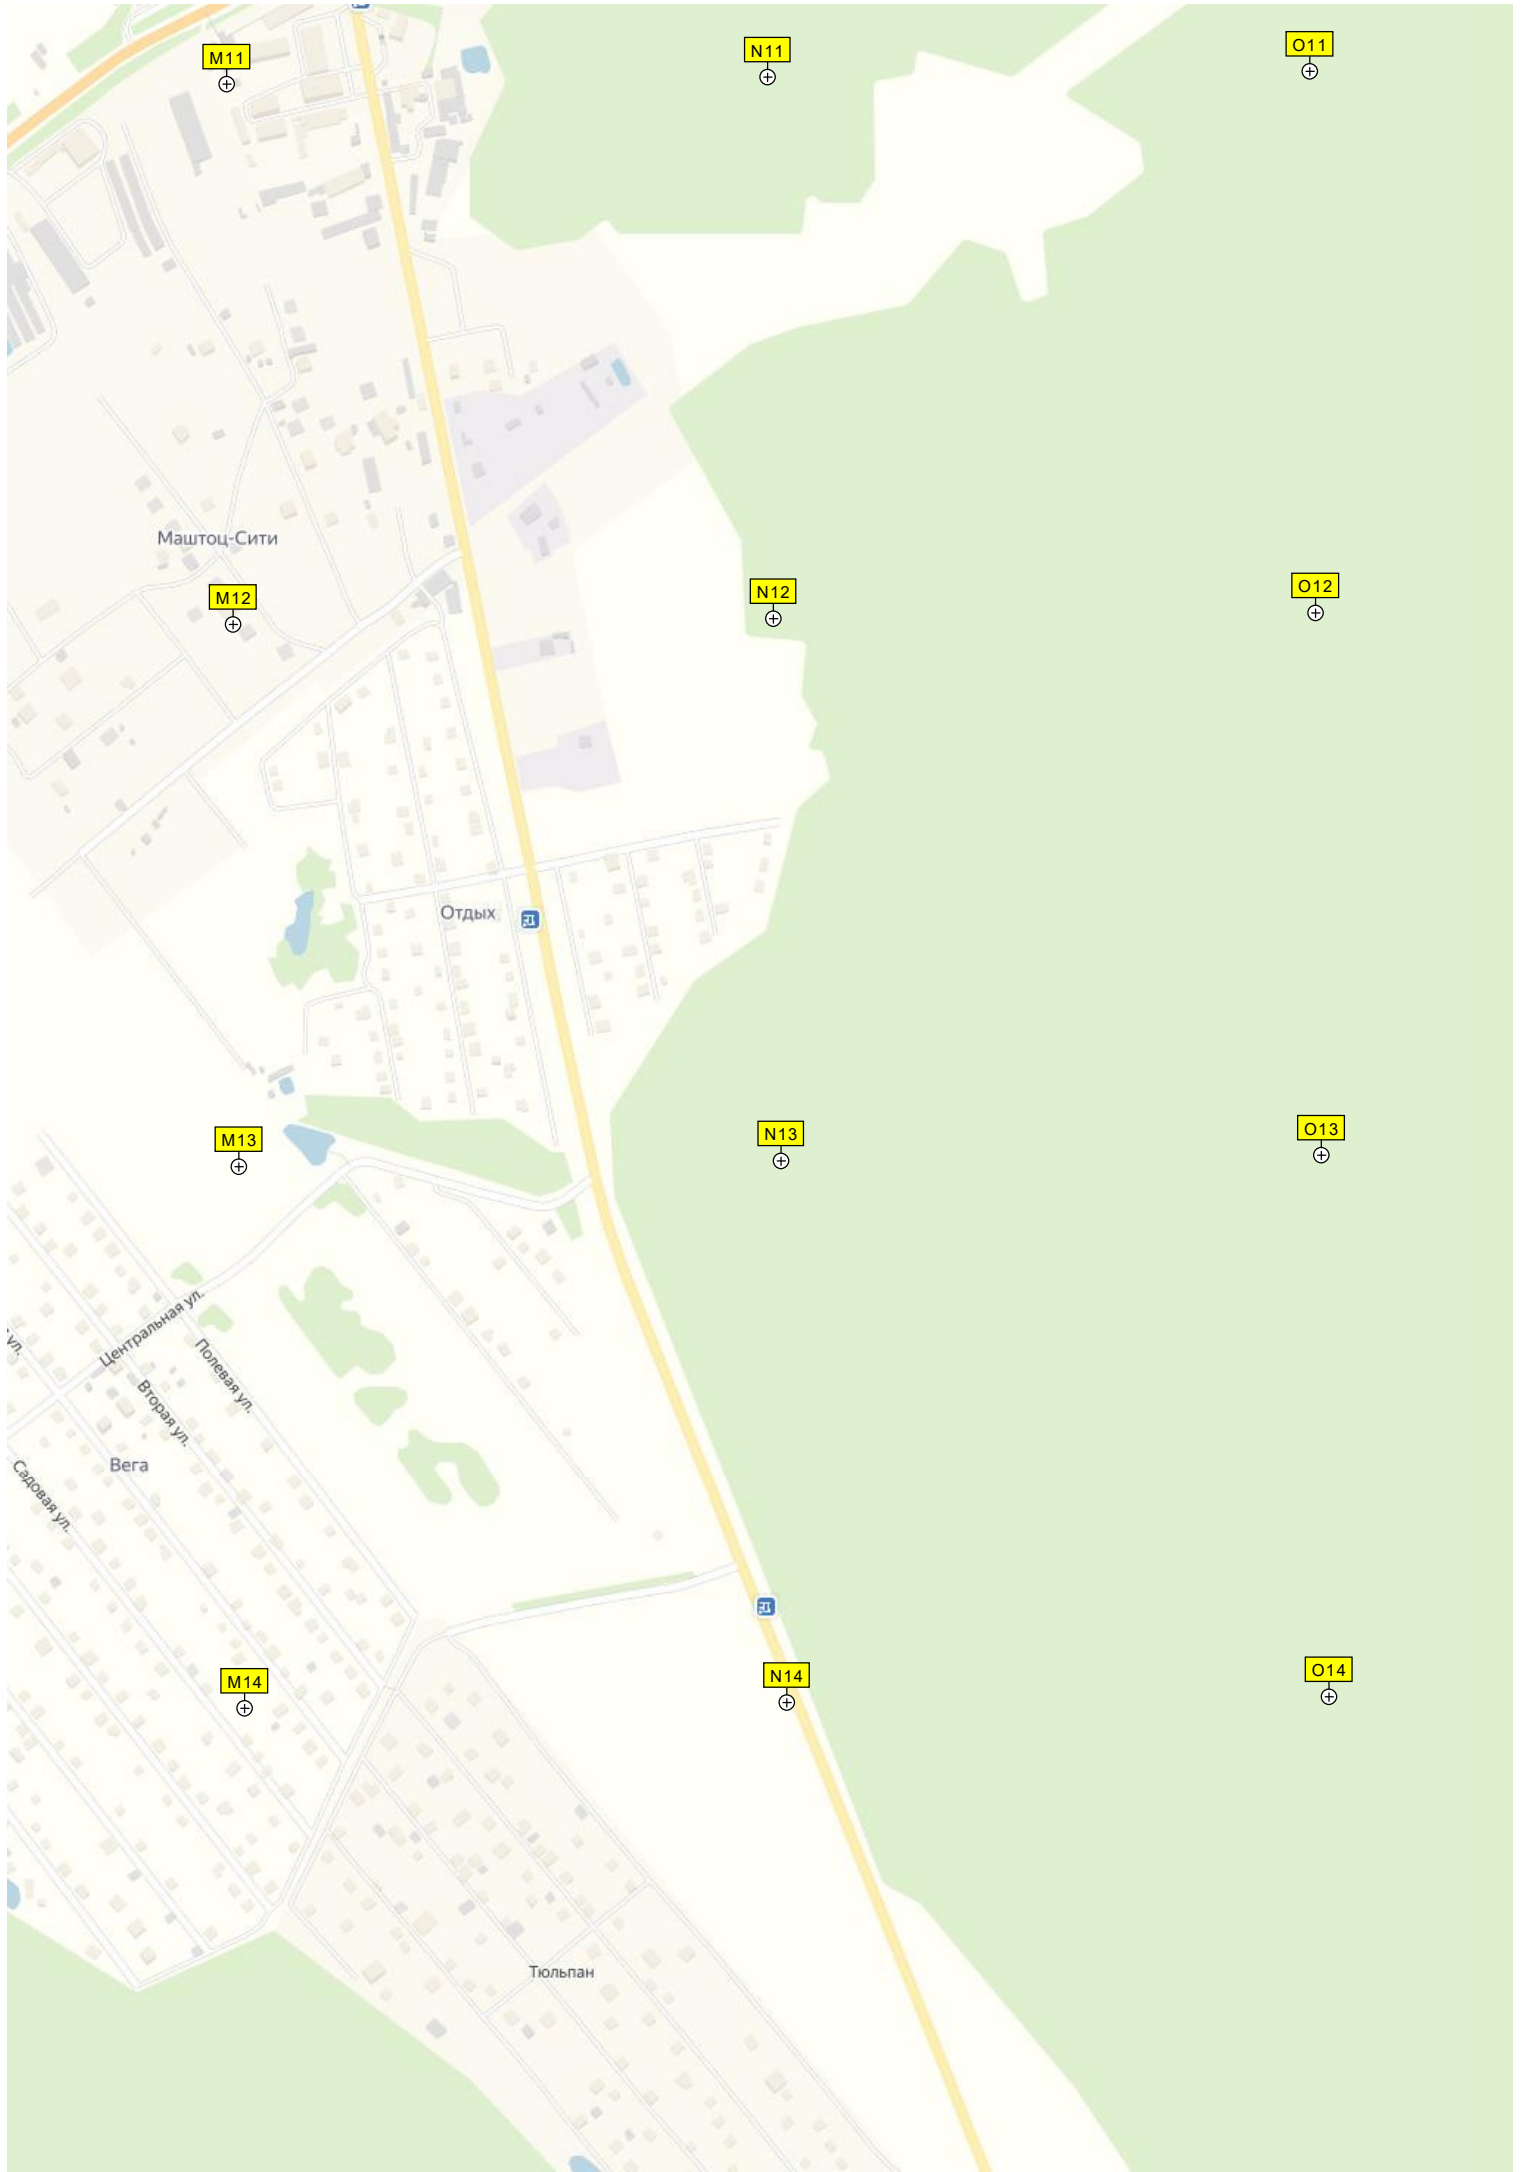 M11
N11
O11
Маштоц-Сити
M12
N12
O12
Отдых
M13
N13
O13
Центральная ул.
ул.
Полевая ул.
Вторая ул.
Вега
Садовая ул.
M14
N14
O14
Тюльпан